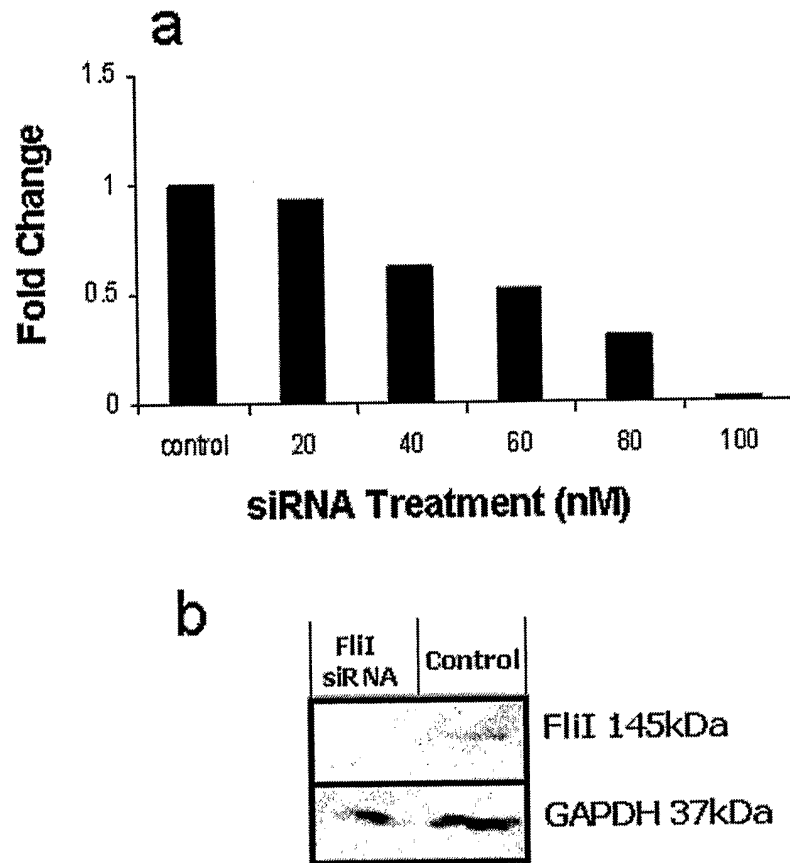 a
1.5
1
0.5
0
Fold Change
control 20 40 60 80 100
siRNA Treatment (nM)
b
FliI siRNA
Control
FliI 145kDa
GAPDH 37kDa